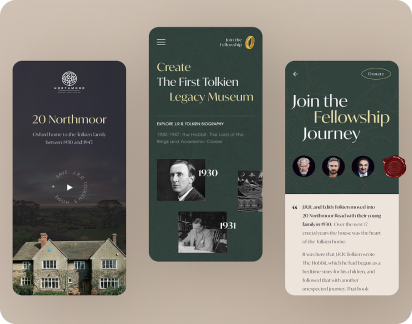 NORTHMOOR
20 Northmoor
Oxford home to the Tolkien family
between 1930 and 1947
Join the
Fellowship
Create
The First Tolkien
Legacy Museum
EXPLORE J.R.R. TOLKIEN BIOGRAPHY
1930-1947: The Hobbit, The Lord of the
Rings and Academic Career
1930
1931
Donate
Join the
Fellowship
Journey
“ J.R.R. and Edith Tolkien moved into
20 Northmoor Road with their young
family in 1930. Over the next 17
crucial years the house was the heart
of the Tolkien home.
It was here that J.R.R. Tolkien wrote
The Hobbit, which he had begun as a
bedtime story for his children, and
followed that with another
unexpected journey. That book